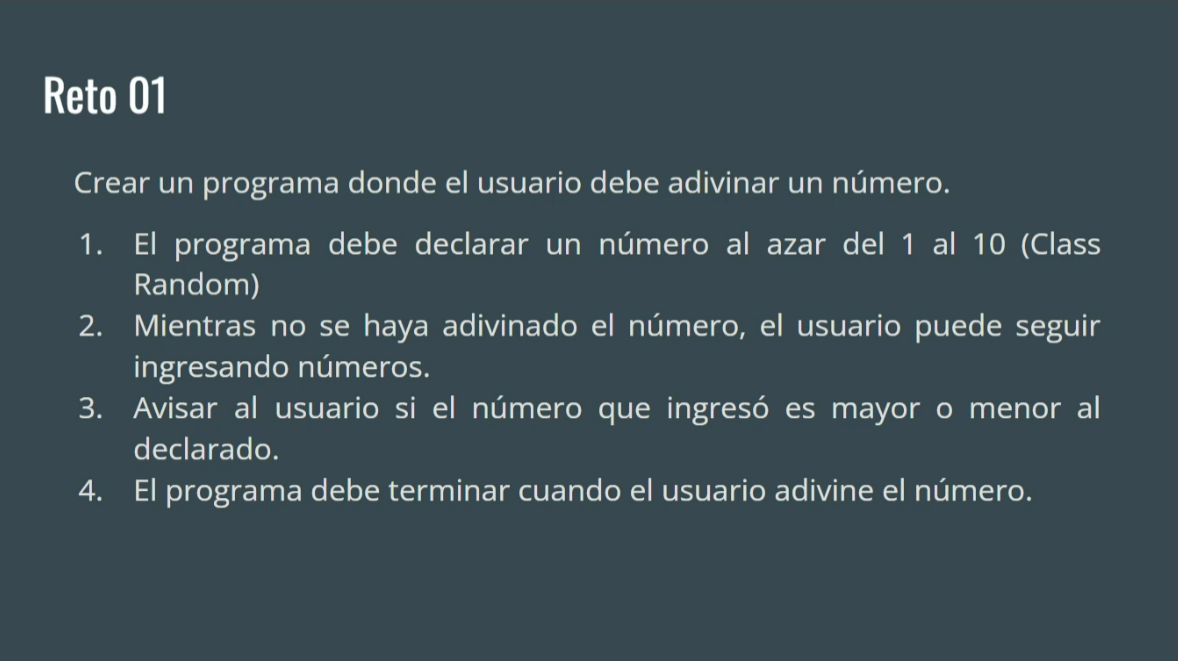 Reto 01
Crear un programa donde el usuario debe adivinar un número.
1. El programa debe declarar un número al azar del 1 al 10 (Class
Random)
2. Mientras no se haya adivinado el número, el usuario puede seguir
ingresando números.
3. Avisar al usuario si el número que ingresó es mayor o menor al
declarado.
4. El programa debe terminar cuando el usuario adivine el número.